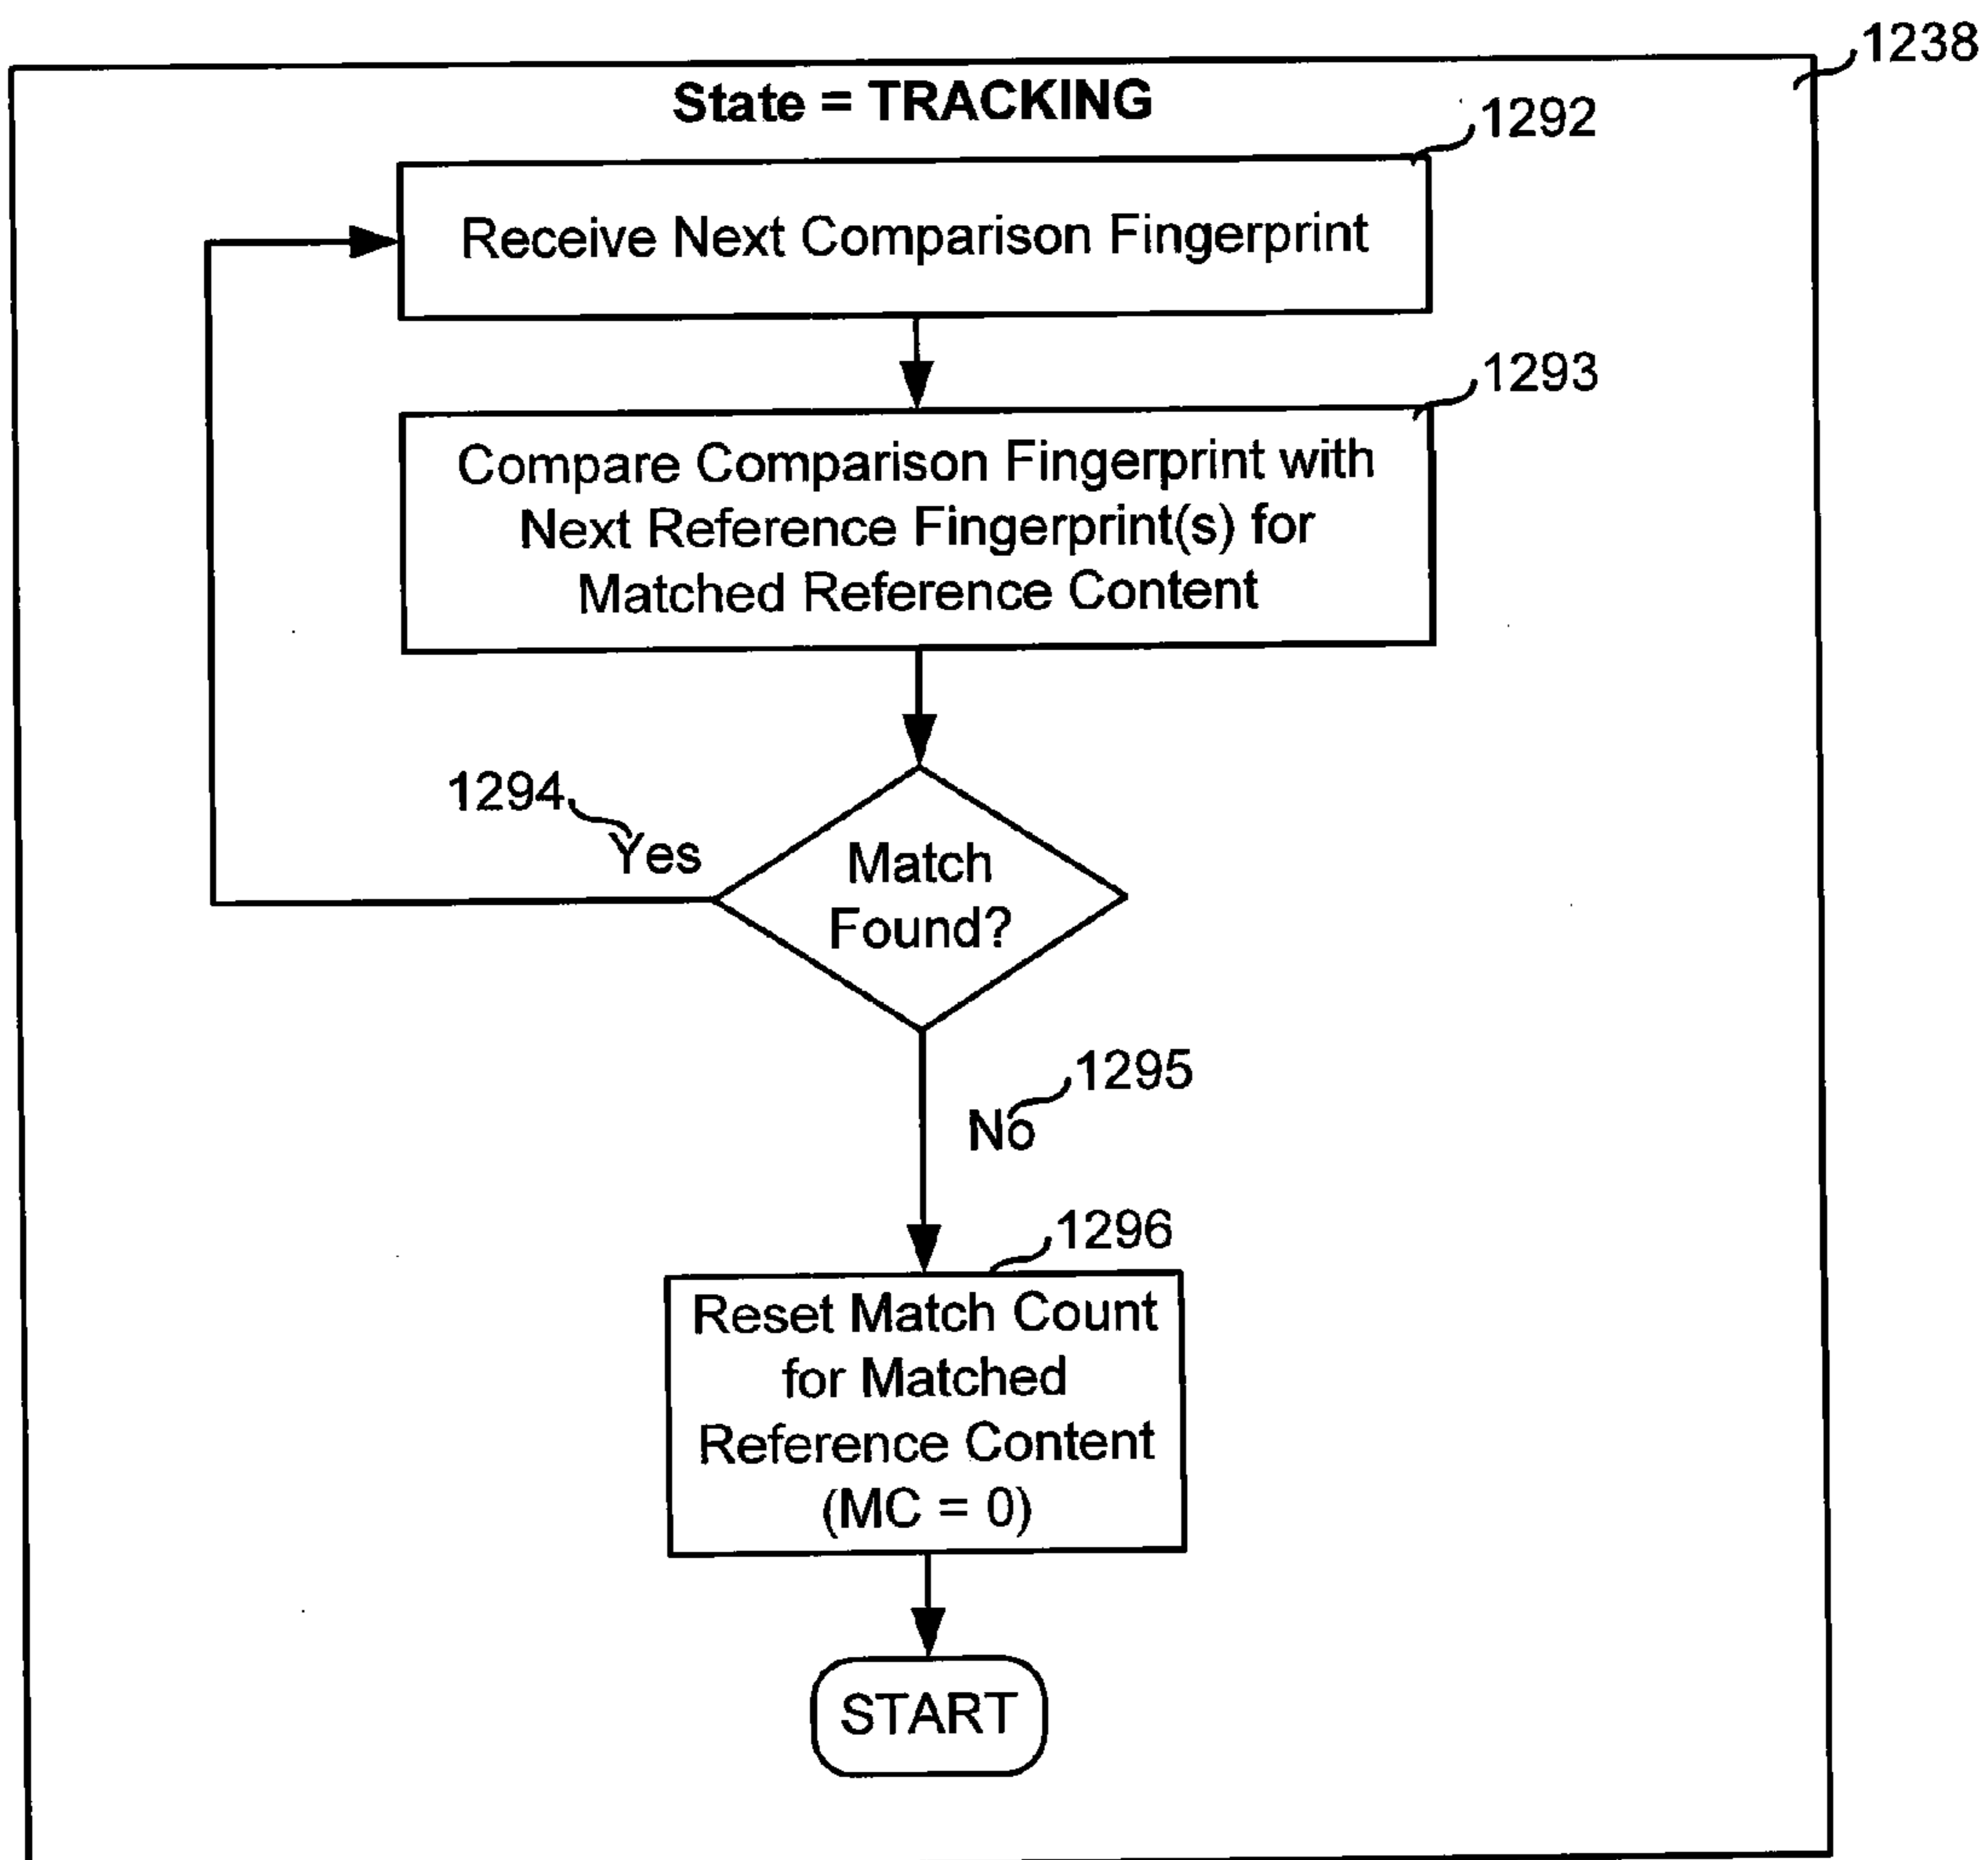 1238
State = TRACKING
1292
Receive Next Comparison Fingerprint
1293
Compare Comparison Fingerprint with
Next Reference Fingerprint(s) for
Matched Reference Content
1294
Yes
Match
Found?
1295
No
1296
Reset Match Count
for Matched
Reference Content
(MC = 0)
START